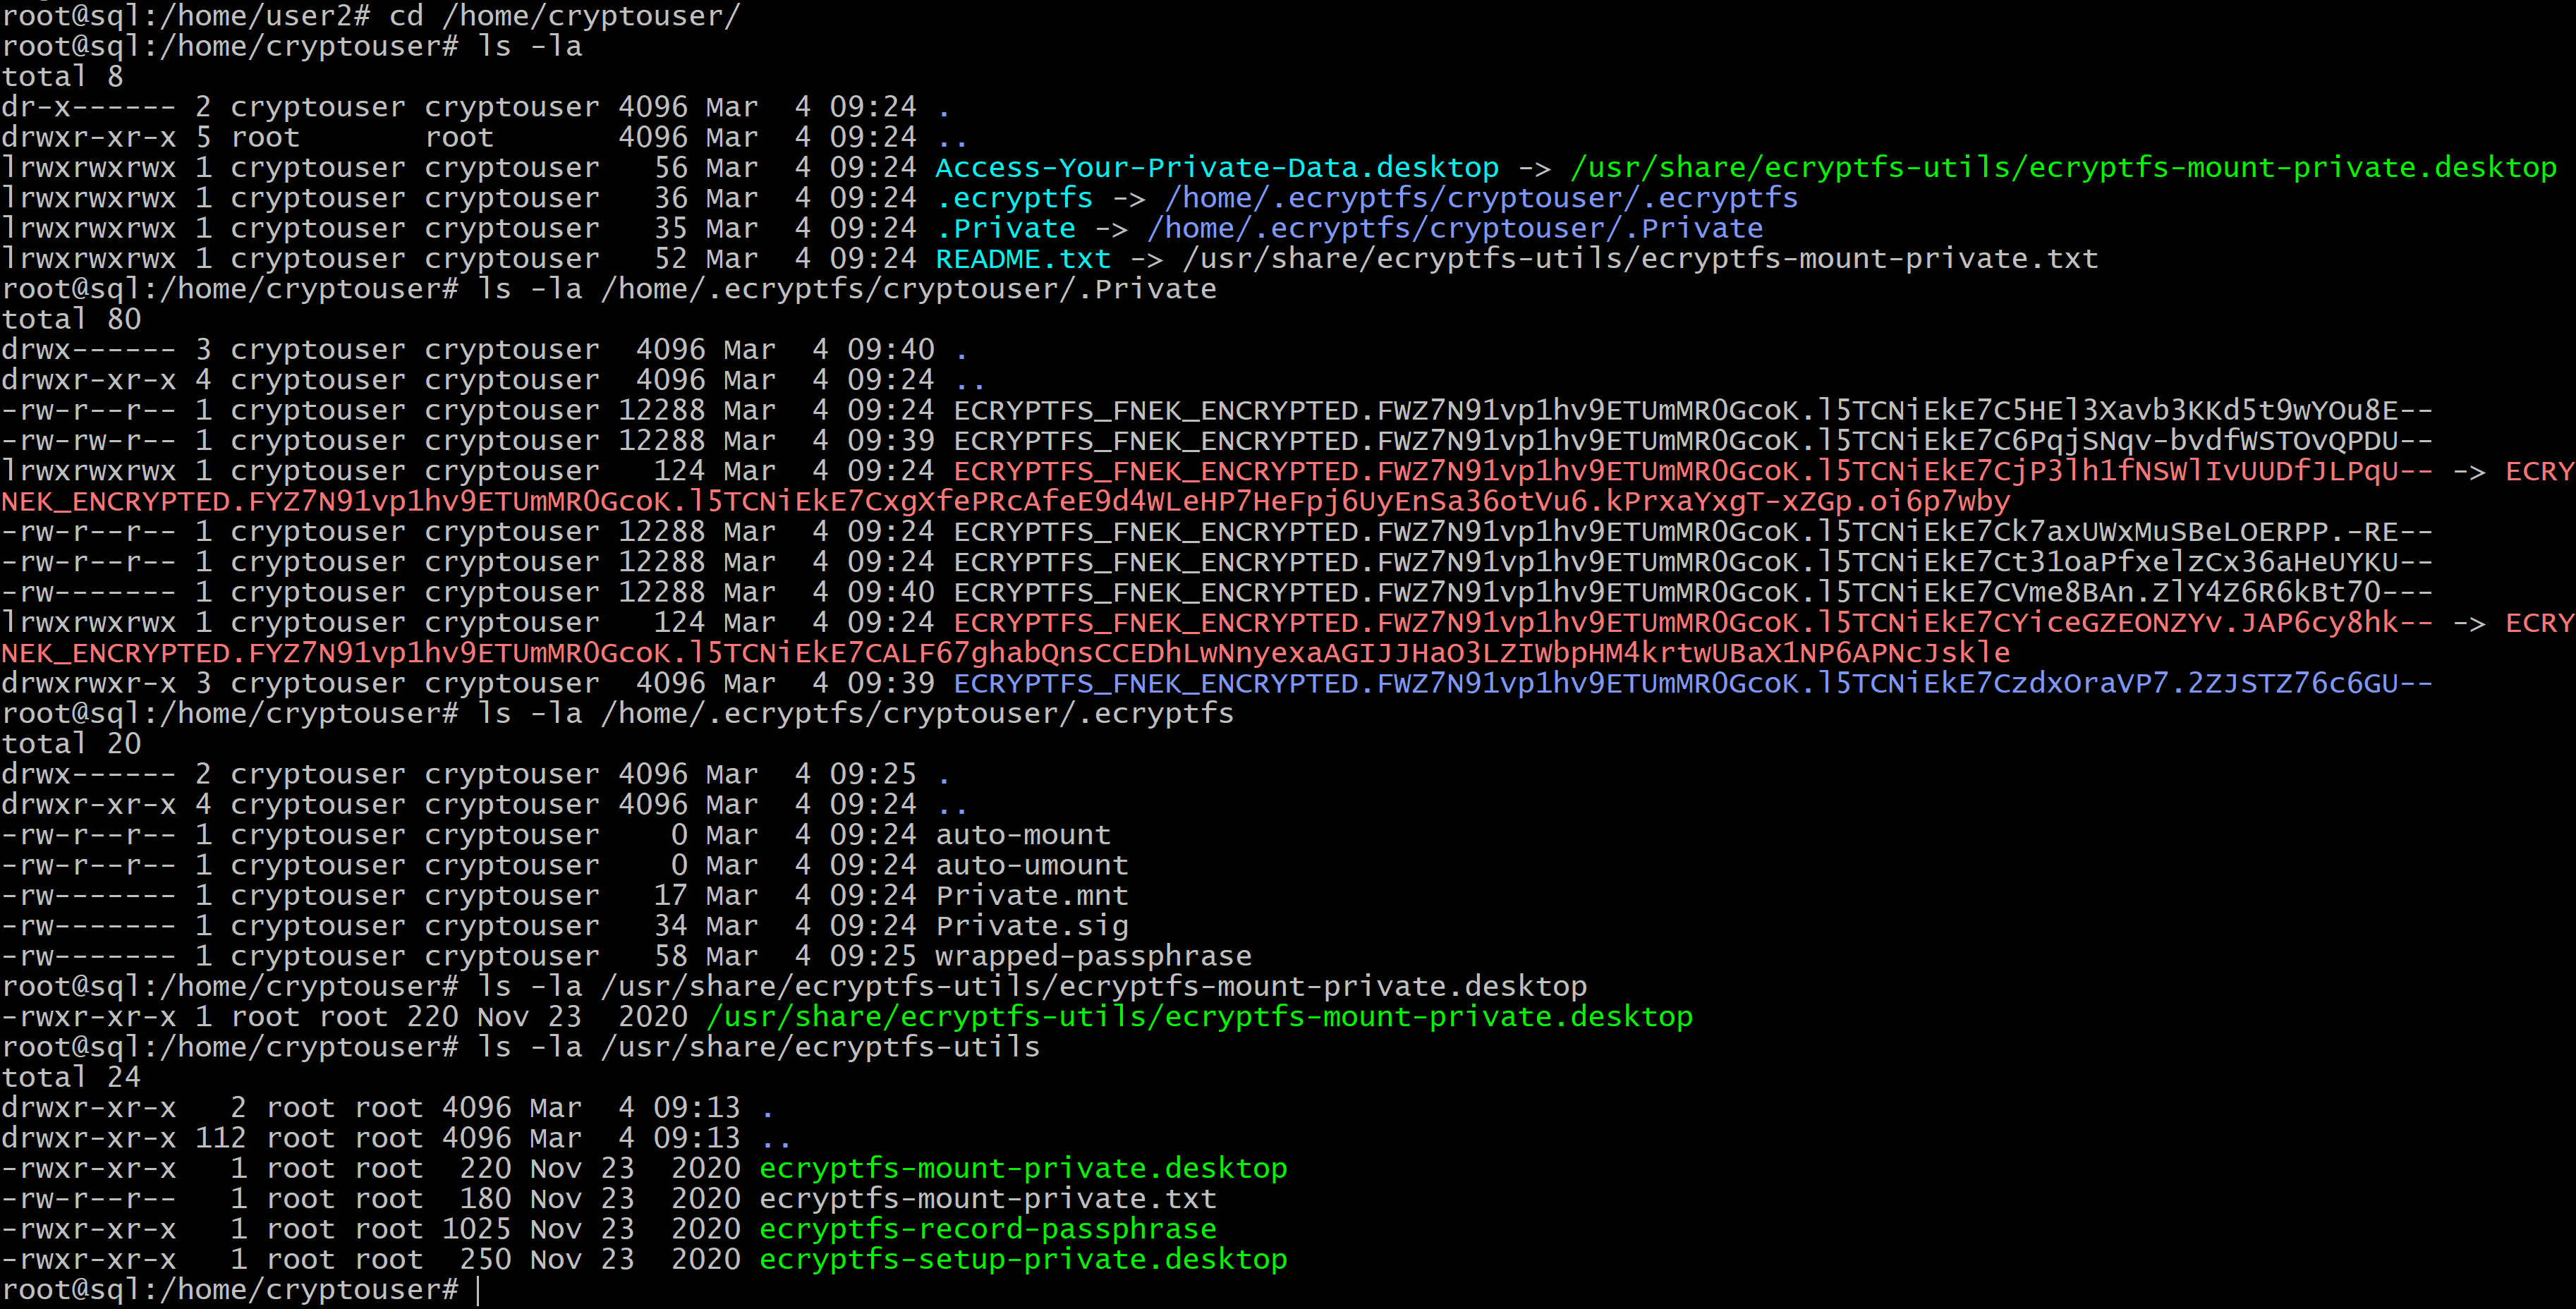 root@sql:/home/user2# cd /home/cryptouser/
root@sql:/home/cryptouser# ls -la
total 8
dr-x------ 2 cryptouser cryptouser 4096 Mar  4 09:24 .
drwxr-xr-x 5 root       root       4096 Mar  4 09:24 ..
lrwxrwxrwx 1 cryptouser cryptouser   56 Mar  4 09:24 Access-Your-Private-Data.desktop -> /usr/share/ecryptfs-utils/ecryptfs-mount-private.desktop
lrwxrwxrwx 1 cryptouser cryptouser   36 Mar  4 09:24 .ecryptfs -> /home/.ecryptfs/cryptouser/.ecryptfs
lrwxrwxrwx 1 cryptouser cryptouser   35 Mar  4 09:24 .Private -> /home/.ecryptfs/cryptouser/.Private
lrwxrwxrwx 1 cryptouser cryptouser   52 Mar  4 09:24 README.txt -> /usr/share/ecryptfs-utils/ecryptfs-mount-private.txt
root@sql:/home/cryptouser# ls -la /home/.ecryptfs/cryptouser/.Private
total 80
drwx------ 3 cryptouser cryptouser  4096 Mar  4 09:40 .
drwxr-xr-x 4 cryptouser cryptouser  4096 Mar  4 09:24 ..
-rw-r--r-- 1 cryptouser cryptouser 12288 Mar  4 09:24 ECRYPTFS_FNEK_ENCRYPTED.FWZ7N91vp1hv9ETUmMR0GcoK.l5TCNiEkE7C5HEl3Xavb3KKd5t9wYOu8E--
-rw-rw-r-- 1 cryptouser cryptouser 12288 Mar  4 09:39 ECRYPTFS_FNEK_ENCRYPTED.FWZ7N91vp1hv9ETUmMR0GcoK.l5TCNiEkE7C6PqjSNqv-bvdfWSTOvQPDU--
lrwxrwxrwx 1 cryptouser cryptouser   124 Mar  4 09:24 ECRYPTFS_FNEK_ENCRYPTED.FWZ7N91vp1hv9ETUmMR0GcoK.l5TCNiEkE7CjP3lh1fNSWlIvUUDfJLPqU-- -> ECRY
NEK_ENCRYPTED.FYZ7N91vp1hv9ETUmMR0GcoK.l5TCNiEkE7CxgXfePRcAfeE9d4WLeHP7HeFpj6UyEnSa36otVu6.kPrxaYxgT-xZGp.oi6p7wby
-rw-r--r-- 1 cryptouser cryptouser 12288 Mar  4 09:24 ECRYPTFS_FNEK_ENCRYPTED.FWZ7N91vp1hv9ETUmMR0GcoK.l5TCNiEkE7Ck7axUWxMuSBeLOERPP.-RE--
-rw-r--r-- 1 cryptouser cryptouser 12288 Mar  4 09:24 ECRYPTFS_FNEK_ENCRYPTED.FWZ7N91vp1hv9ETUmMR0GcoK.l5TCNiEkE7Ct31oaPfxelzCx36aHeUYKU--
-rw------- 1 cryptouser cryptouser 12288 Mar  4 09:40 ECRYPTFS_FNEK_ENCRYPTED.FWZ7N91vp1hv9ETUmMR0GcoK.l5TCNiEkE7CVme8BAn.ZlY4Z6R6kBt7O---
lrwxrwxrwx 1 cryptouser cryptouser   124 Mar  4 09:24 ECRYPTFS_FNEK_ENCRYPTED.FWZ7N91vp1hv9ETUmMR0GcoK.l5TCNiEkE7CYiceGZEONZYv.JAP6cy8hk-- -> ECRY
NEK_ENCRYPTED.FYZ7N91vp1hv9ETUmMR0GcoK.l5TCNiEkE7CALF67ghabQnsCCEDhLwNnyexaAGIJJHaO3LZIWbpHM4krtwUBaX1NP6APNcJskle
drwxrwxr-x 3 cryptouser cryptouser  4096 Mar  4 09:39 ECRYPTFS_FNEK_ENCRYPTED.FWZ7N91vp1hv9ETUmMR0GcoK.l5TCNiEkE7CzdxOraVP7.2ZJSTZ76c6GU--
root@sql:/home/cryptouser# ls -la /home/.ecryptfs/cryptouser/.ecryptfs
total 20
drwx------ 2 cryptouser cryptouser 4096 Mar  4 09:25 .
drwxr-xr-x 4 cryptouser cryptouser 4096 Mar  4 09:24 ..
-rw-r--r-- 1 cryptouser cryptouser    0 Mar  4 09:24 auto-mount
-rw-r--r-- 1 cryptouser cryptouser    0 Mar  4 09:24 auto-umount
-rw------- 1 cryptouser cryptouser   17 Mar  4 09:24 Private.mnt
-rw------- 1 cryptouser cryptouser   34 Mar  4 09:24 Private.sig
-rw------- 1 cryptouser cryptouser   58 Mar  4 09:25 wrapped-passphrase
root@sql:/home/cryptouser# ls -la /usr/share/ecryptfs-utils/ecryptfs-mount-private.desktop
-rwxr-xr-x 1 root root 220 Nov 23  2020 /usr/share/ecryptfs-utils/ecryptfs-mount-private.desktop
root@sql:/home/cryptouser# ls -la /usr/share/ecryptfs-utils
total 24
drwxr-xr-x   2 root root 4096 Mar  4 09:13 .
drwxr-xr-x 112 root root 4096 Mar  4 09:13 ..
-rwxr-xr-x   1 root root  220 Nov 23  2020 ecryptfs-mount-private.desktop
-rw-r--r--   1 root root  180 Nov 23  2020 ecryptfs-mount-private.txt
-rwxr-xr-x   1 root root 1025 Nov 23  2020 ecryptfs-record-passphrase
-rwxr-xr-x   1 root root  250 Nov 23  2020 ecryptfs-setup-private.desktop
root@sql:/home/cryptouser#